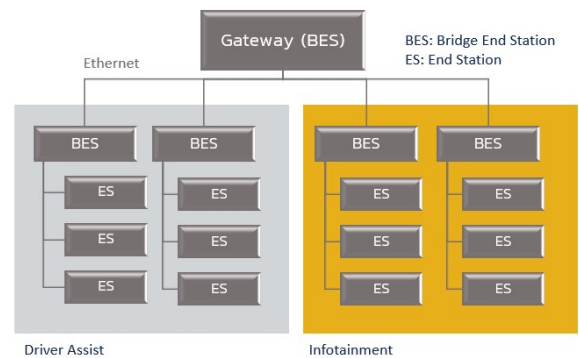 Gateway (BES)
BES: Bridge End Station
ES: End Station
Ethernet
BES
BES
BES
BES
ES
ES
ES
ES
ES
ES
ES
ES
ES
ES
ES
ES
Driver Assist
Infotainment